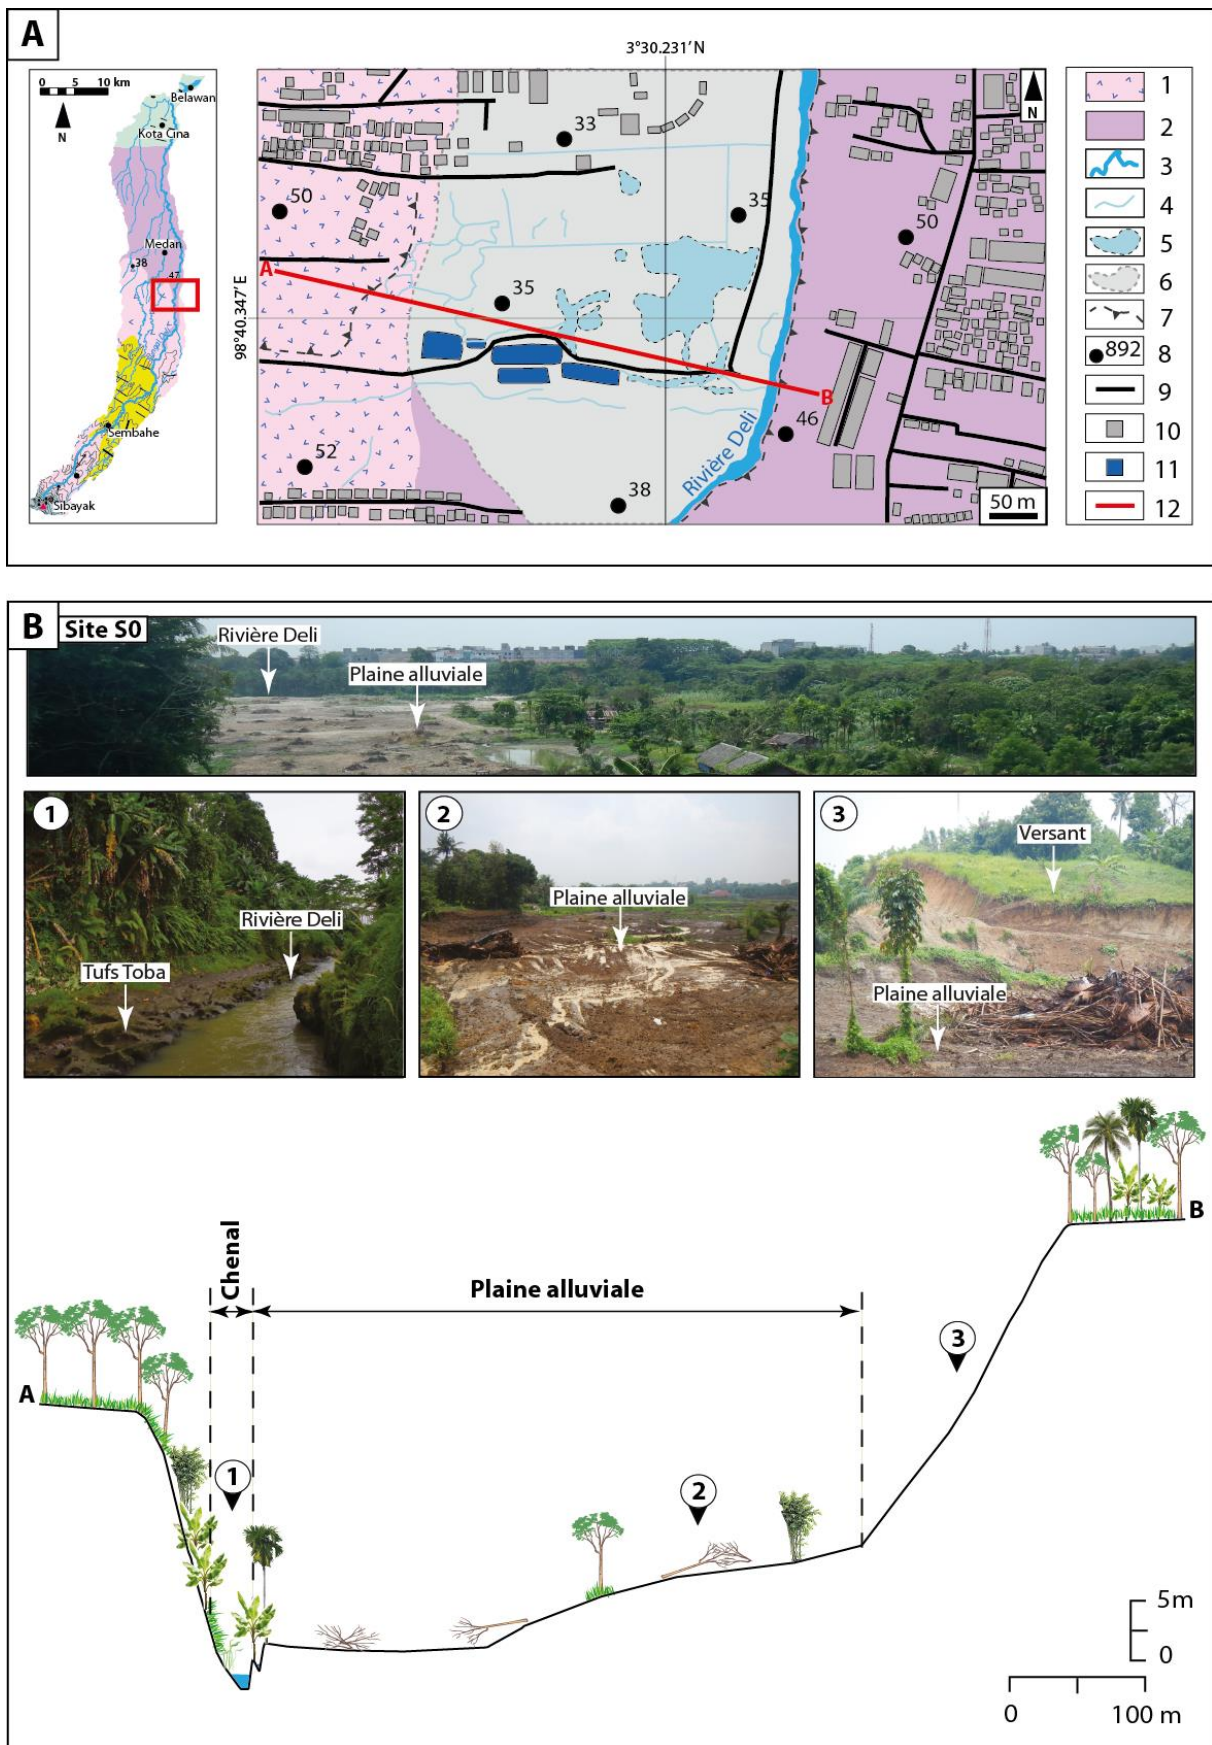 A
0 5 10 km
N
Belawan
Kota Cina
Medan
38
47
Sembahe
Sibayak
3°30.231’ N
98°40.347’ E
N
33
50
35
50
A
35
B
46
52
38
Rivière Deli
50 m
1
2
3
4
5
6
7
892 8
9
10
11
12
B Site S0
Rivière Deli
Plaine alluviale
1
Rivière Deli
Tufs Toba
2
Plaine alluviale
3
Versant
Plaine alluviale
Chenal
Plaine alluviale
A
B
1
2
3
5m
0
0 100 m